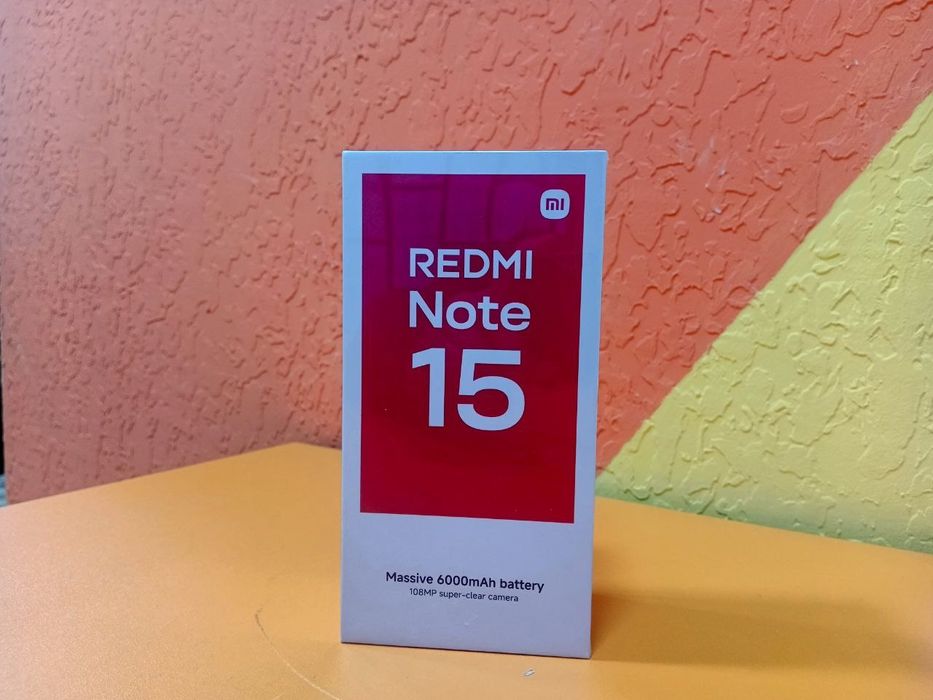 mi
REDMI
Note
15
Massive 6000mAh battery
108MP super-clear camera